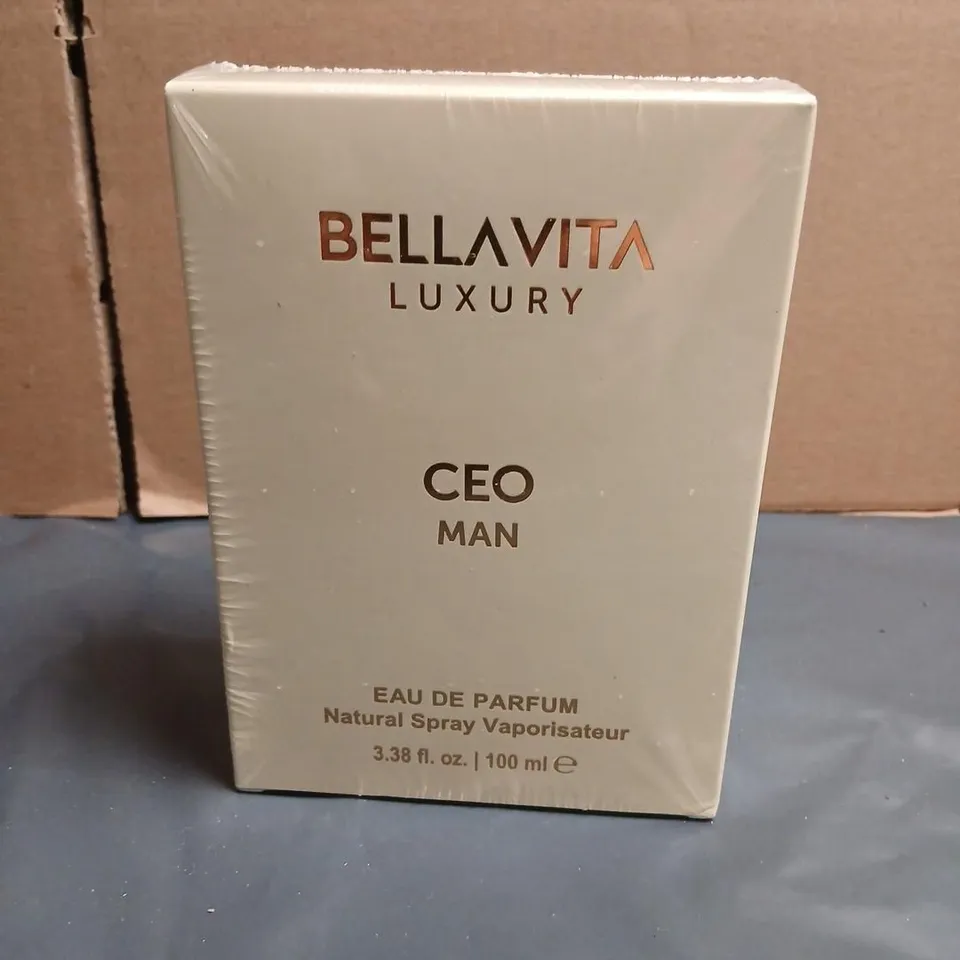 BELLAVITA
LUXURY
CEO
MAN
EAU DE PARFUM
Natural Spray Vaporisateur
3.38 fl. oz. | 100 ml ℮